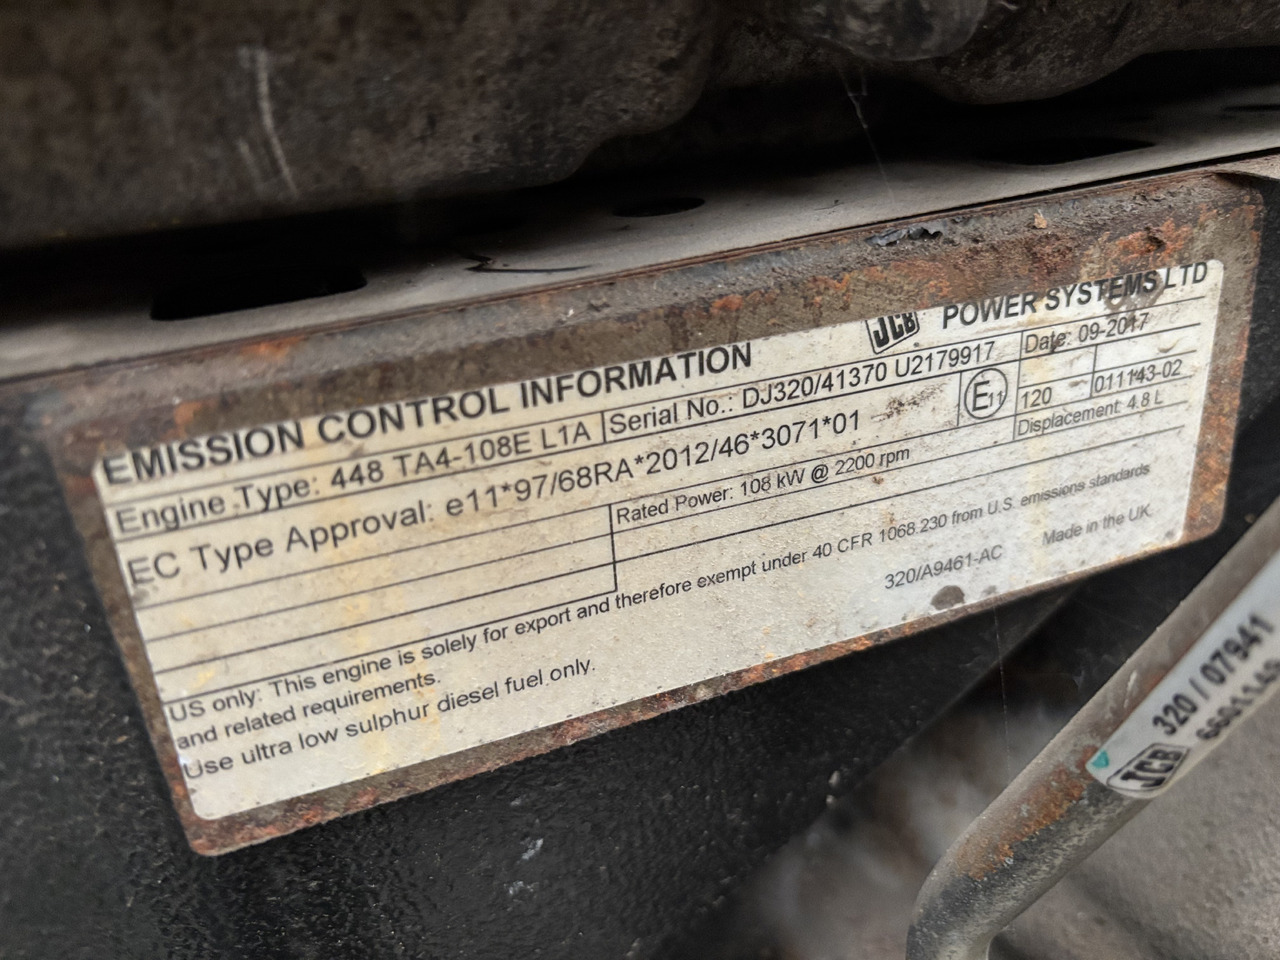 EMISSION CONTROL INFORMATION JCB POWER SYSTEMS LTD
Engine Type: 448 TA4-108E L1A Serial No.: DJ320/41370 U2179917 Date: 09-2017
EC Type Approval: e11*97/68RA*2012/46*3071*01 E11 120 011143-02
Rated Power: 108 kW @ 2200 rpm Displacement: 4.8 L
US only: This engine is solely for export and therefore exempt under 40 CFR 1068.230 from U.S. emissions standards
and related requirements.
Use ultra low sulphur diesel fuel only.
320/A9461-AC Made in the UK.
JCB 320 / 07941